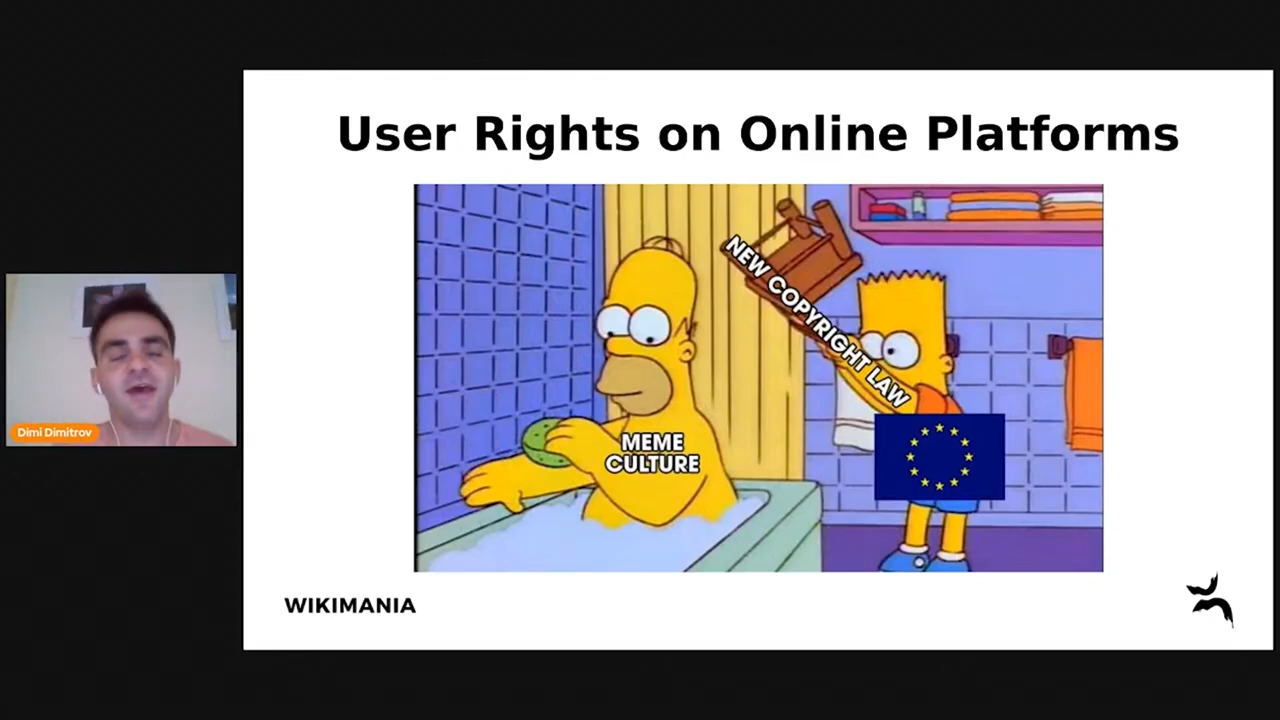 User Rights on Online Platforms
NEW COPYRIGHT LAW
MEME
CULTURE
Dimi Dimitrov
WIKIMANIA